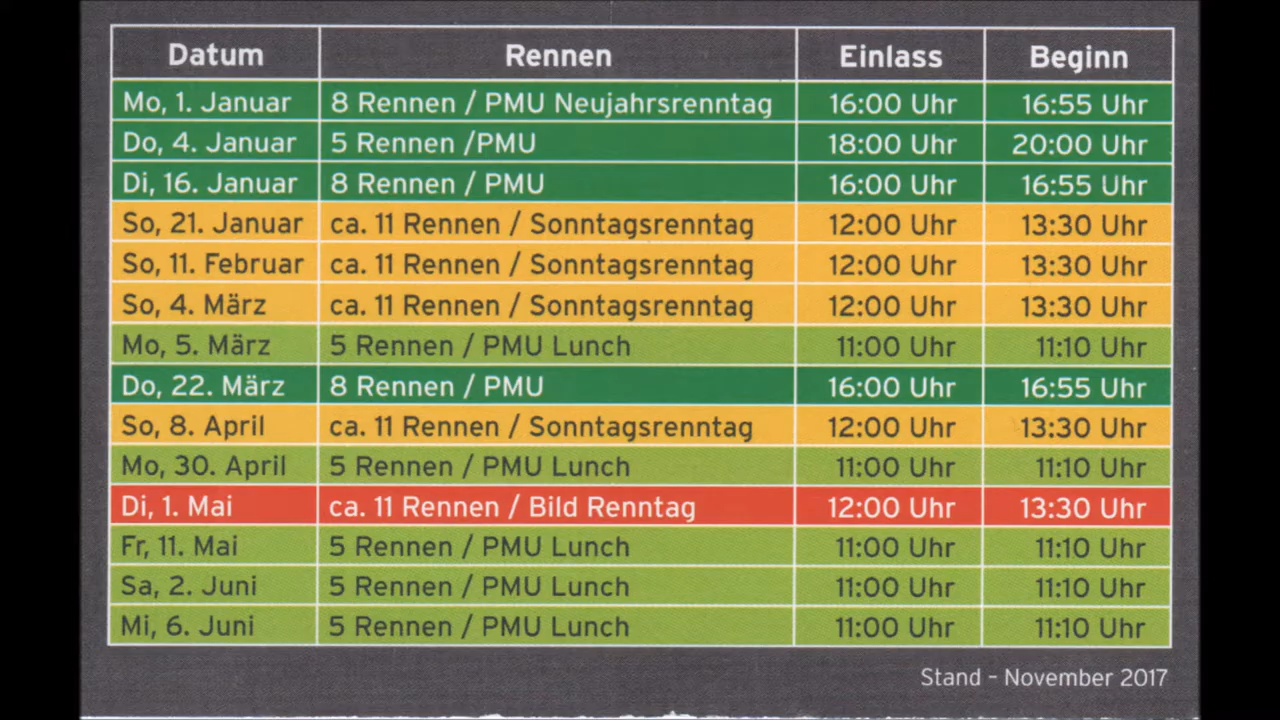 Datum Rennen Einlass Beginn
Mo, 1. Januar 8 Rennen / PMU Neujahrsrenntag 16:00 Uhr 16:55 Uhr
Do, 4. Januar 5 Rennen /PMU 18:00 Uhr 20:00 Uhr
Di, 16. Januar 8 Rennen / PMU 16:00 Uhr 16:55 Uhr
So, 21. Januar ca. 11 Rennen / Sonntagsrenntag 12:00 Uhr 13:30 Uhr
So, 11. Februar ca. 11 Rennen / Sonntagsrenntag 12:00 Uhr 13:30 Uhr
So, 4. März ca. 11 Rennen / Sonntagsrenntag 12:00 Uhr 13:30 Uhr
Mo, 5. März 5 Rennen / PMU Lunch 11:00 Uhr 11:10 Uhr
Do, 22. März 8 Rennen / PMU 16:00 Uhr 16:55 Uhr
So, 8. April ca. 11 Rennen / Sonntagsrenntag 12:00 Uhr 13:30 Uhr
Mo, 30. April 5 Rennen / PMU Lunch 11:00 Uhr 11:10 Uhr
Di, 1. Mai ca. 11 Rennen / Bild Renntag 12:00 Uhr 13:30 Uhr
Fr, 11. Mai 5 Rennen / PMU Lunch 11:00 Uhr 11:10 Uhr
Sa, 2. Juni 5 Rennen / PMU Lunch 11:00 Uhr 11:10 Uhr
Mi, 6. Juni 5 Rennen / PMU Lunch 11:00 Uhr 11:10 Uhr
Stand – November 2017